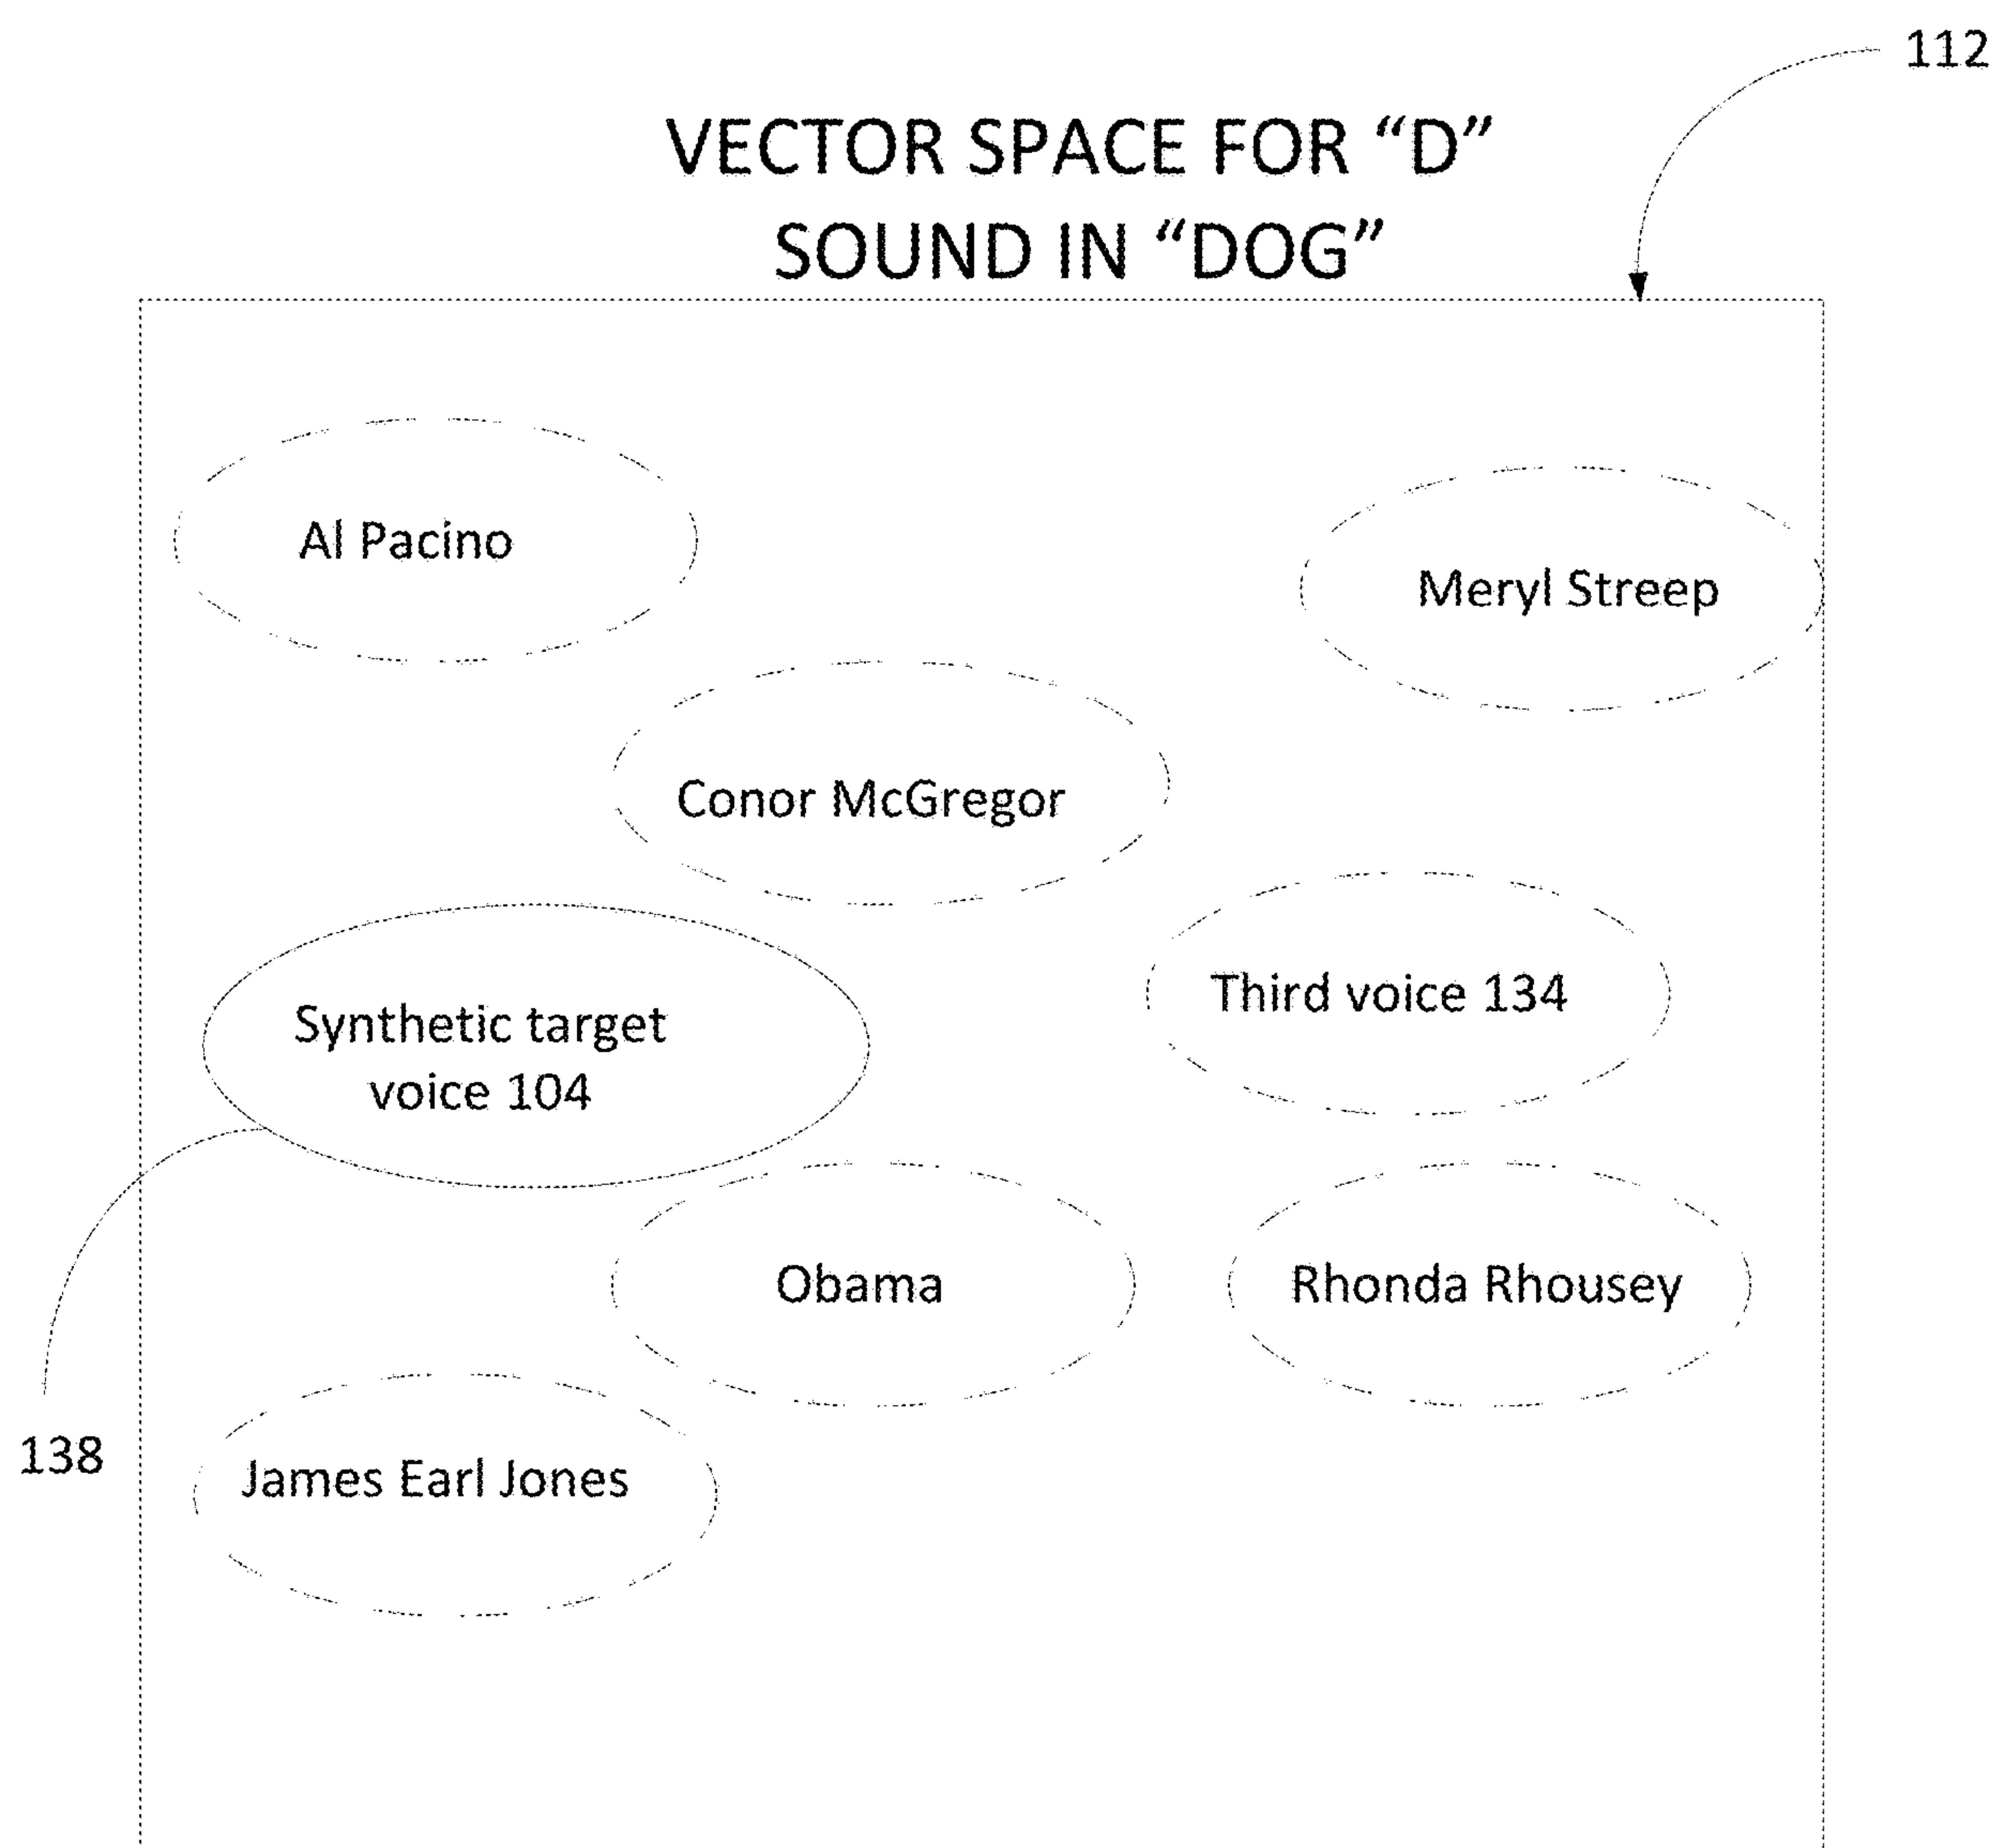 112
VECTOR SPACE FOR “D”
SOUND IN “DOG”
Al Pacino
Meryl Streep
Conor McGregor
Third voice 134
Synthetic target
voice 104
Obama
Rhonda Rhousey
138
James Earl Jones